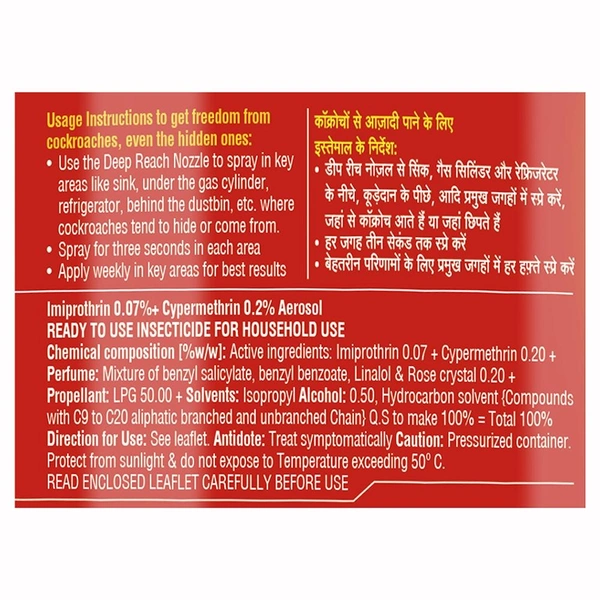 Usage Instructions to get freedom from
cockroaches, even the hidden ones:
• Use the Deep Reach Nozzle to spray in key
areas like sink, under the gas cylinder,
refrigerator, behind the dustbin, etc. where
cockroaches tend to hide or come from.
• Spray for three seconds in each area
• Apply weekly in key areas for best results
कॉक्रोचों से आज़ादी पाने के लिए
इस्तेमाल के निर्देश:
• डीप रीच नोज़ल से सिंक, गैस सिलिंडर और रेफ्रिजरेटर
के नीचे, कूड़ेदान के पीछे, आदि प्रमुख जगहों में स्प्रे करें,
जहां से कॉक्रोच आते हैं या जहां छिपते हैं
• हर जगह तीन सेकंड तक स्प्रे करें
• बेहतरीन परिणामों के लिए प्रमुख जगहों में हर हफ़्ते स्प्रे करें
Imiprothrin 0.07%+ Cypermethrin 0.2% Aerosol
READY TO USE INSECTICIDE FOR HOUSEHOLD USE
Chemical composition [%w/w]: Active ingredients: Imiprothrin 0.07 + Cypermethrin 0.20 +
Perfume: Mixture of benzyl salicylate, benzyl benzoate, Linalol & Rose crystal 0.20 +
Propellant: LPG 50.00 + Solvents: Isopropyl Alcohol: 0.50, Hydrocarbon solvent {Compounds
with C9 to C20 aliphatic branched and unbranched Chain} Q.S to make 100% = Total 100%
Direction for Use: See leaflet. Antidote: Treat symptomatically Caution: Pressurized container.
Protect from sunlight & do not expose to Temperature exceeding 50º C.
READ ENCLOSED LEAFLET CAREFULLY BEFORE USE